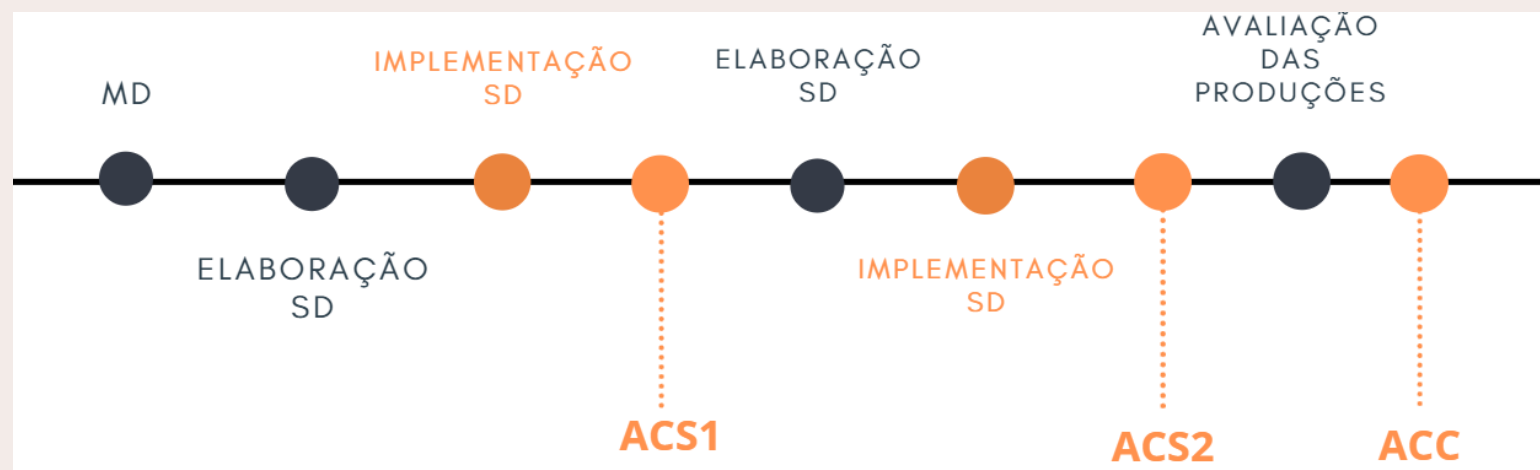 MD
ELABORAÇÃO
SD
IMPLEMENTAÇÃO
SD
ACS1
ELABORAÇÃO
SD
IMPLEMENTAÇÃO
SD
ACS2
AVALIAÇÃO
DAS
PRODUÇÕES
ACC